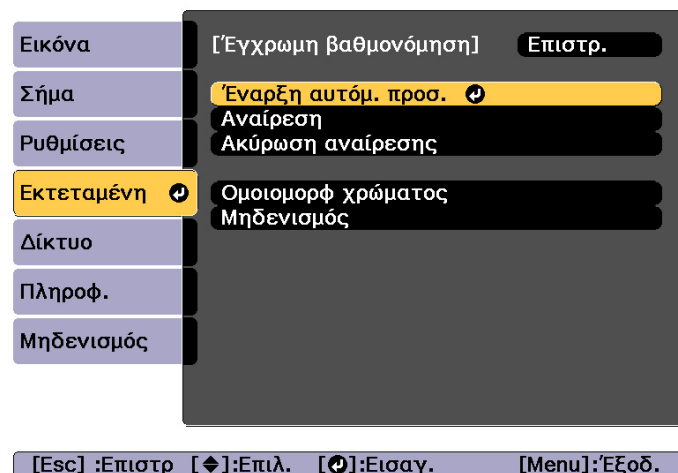 Εικόνα
Σήμα
Ρυθμίσεις
Εκτεταμένη
Δίκτυο
Πληροφ.
Μηδενισμός
[Έγχρωμη βαθμονόμηση] Επιστρ.
Έναρξη αυτόμ. προσ.
Αναίρεση
Ακύρωση αναίρεσης
Ομοιομορφ χρώματος
Μηδενισμός
[Esc] :Επιστρ [◆]:Επιλ. [⏎]:Εισαγ. [Menu]:Έξοδ.